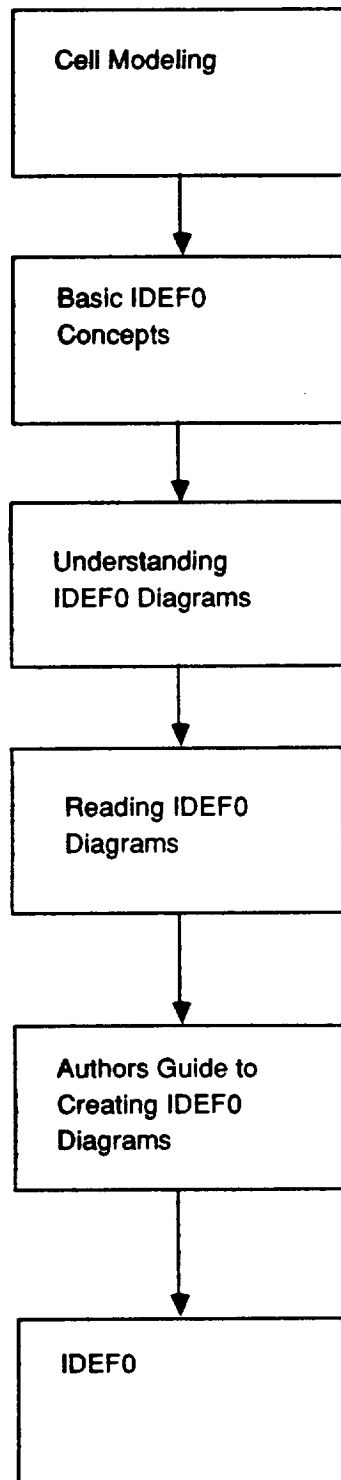 Cell Modeling
Basic IDEF0
Concepts
Understanding
IDEF0 Diagrams
Reading IDEF0
Diagrams
Authors Guide to
Creating IDEF0
Diagrams
IDEF0